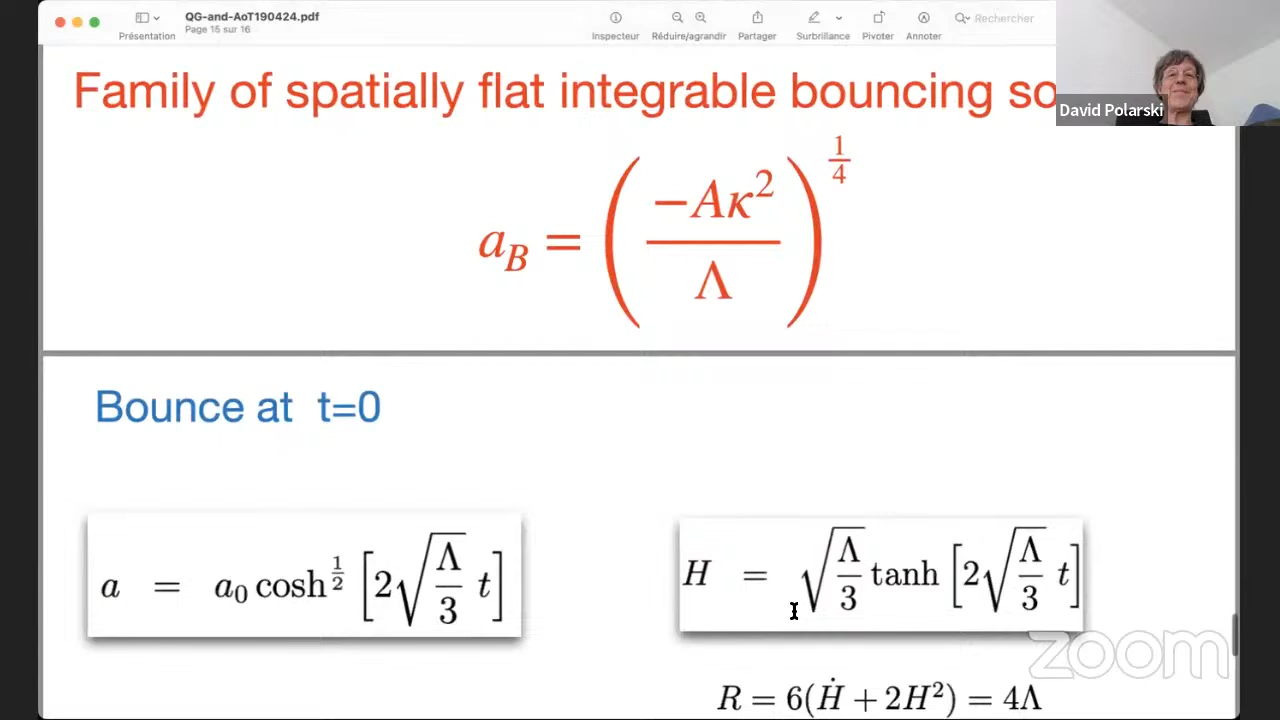 QG-and-AoT190424.pdf
Page 15 sur 16
Présentation
Inspecteur
Réduire/agrandir
Partager
Surbrillance
Pivoter
Annoter
Rechercher
David Polarski
Family of spatially flat integrable bouncing
a_B = (−Aκ² / Λ)^{1/4}
Bounce at t=0
a = a₀ cosh^{1/2} [2√(Λ/3) t]
H = √(Λ/3) tanh [2√(Λ/3) t]
zoom
R = 6(Ḣ + 2H²) = 4Λ